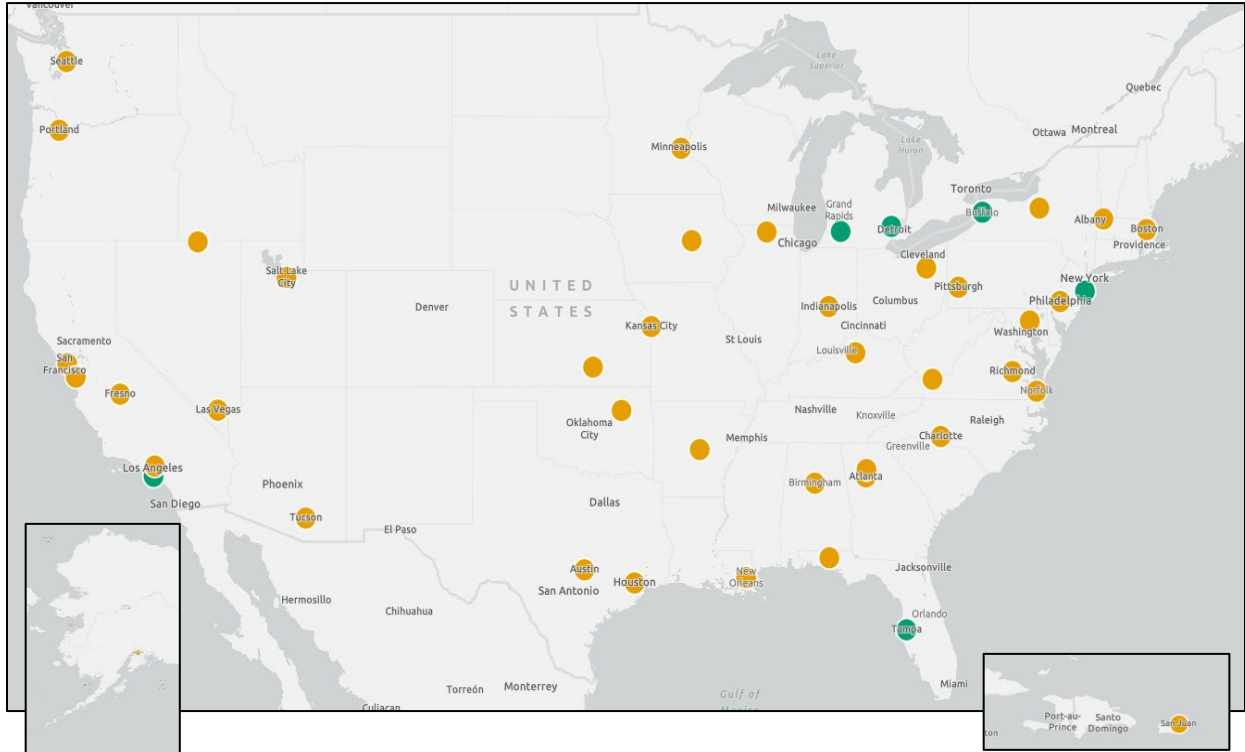 Vancouver
Seattle
Portland
Minneapolis
Lake
Superior
Quebec
Ottawa
Montreal
Lake
Huron
Toronto
Milwaukee
Grand
Rapids
Buffalo
Albany
Boston
Providence
Chicago
Detroit
Cleveland
Salt Lake
City
UNITED
STATES
Denver
New York
Pittsburgh
Philadelphia
Indianapolis
Columbus
Cincinnati
Washington
Kansas City
St Louis
Louisville
Sacramento
San
Francisco
Fresno
Las Vegas
Richmond
Norfolk
Oklahoma
City
Nashville
Knoxville
Raleigh
Memphis
Greenville
Charlotte
Los Angeles
Phoenix
San Diego
Tucson
El Paso
Dallas
Birmingham
Atlanta
Austin
San Antonio
Houston
New
Orleans
Jacksonville
Orlando
Tampa
Miami
Hermosillo
Chihuahua
Torreón
Monterrey
Culiacan
Gulf of
Mexico
Port-au-
Prince
Santo
Domingo
San Juan
ton